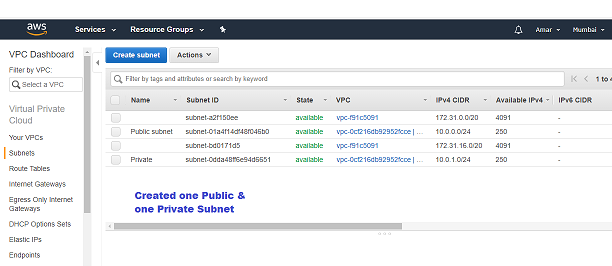 aws
Services
Resource Groups
Amar
Mumbai
VPC Dashboard
Filter by VPC:
Select a VPC
Virtual Private
Cloud
Your VPCs
Subnets
Route Tables
Internet Gateways
Egress Only Internet
Gateways
DHCP Options Sets
Elastic IPs
Endpoints
Create subnet
Actions
Filter by tags and attributes or search by keyword
1 to 4
Name Subnet ID State VPC IPv4 CIDR Available IPv4 IPv6 CIDR
subnet-a2f150ee available vpc-f91c5091 172.31.0.0/20 4091 -
Public subnet subnet-01a4f14df48f046b0 available vpc-0cf216db92952fcce | ... 10.0.0.0/24 250 -
subnet-bd0171d5 available vpc-f91c5091 172.31.16.0/20 4091 -
Private subnet-0dda48ff6e94d6651 available vpc-0cf216db92952fcce | ... 10.0.1.0/24 250 -
Created one Public &
one Private Subnet